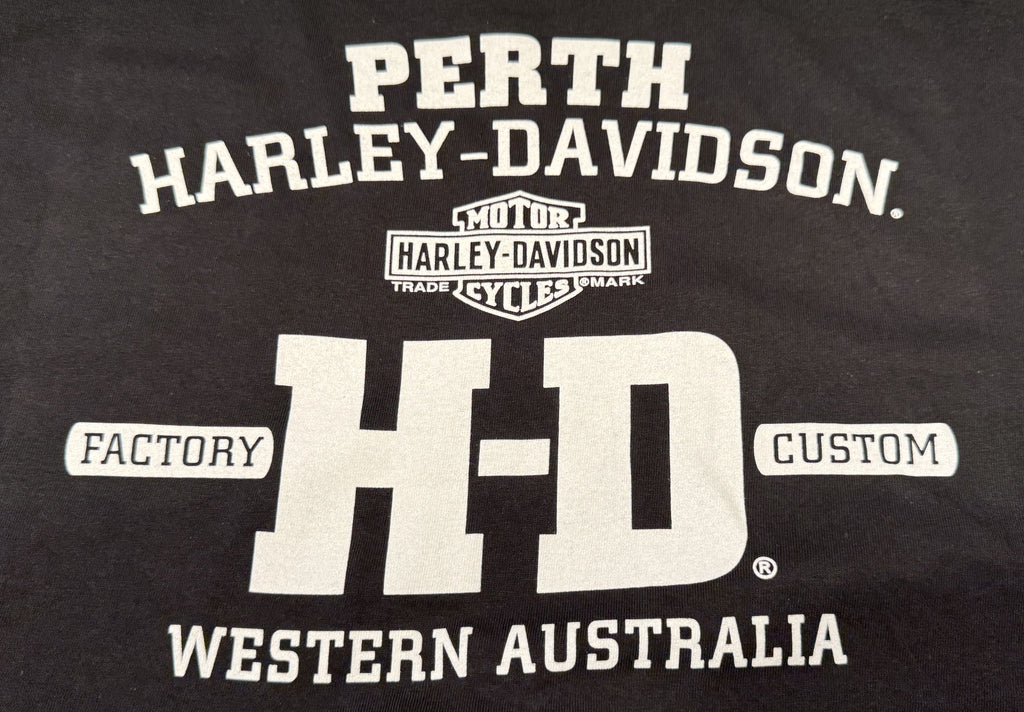 PERTH
HARLEY-DAVIDSON.
MOTOR
HARLEY-DAVIDSON
TRADE CYCLES ®MARK
FACTORY H-D® CUSTOM
WESTERN AUSTRALIA